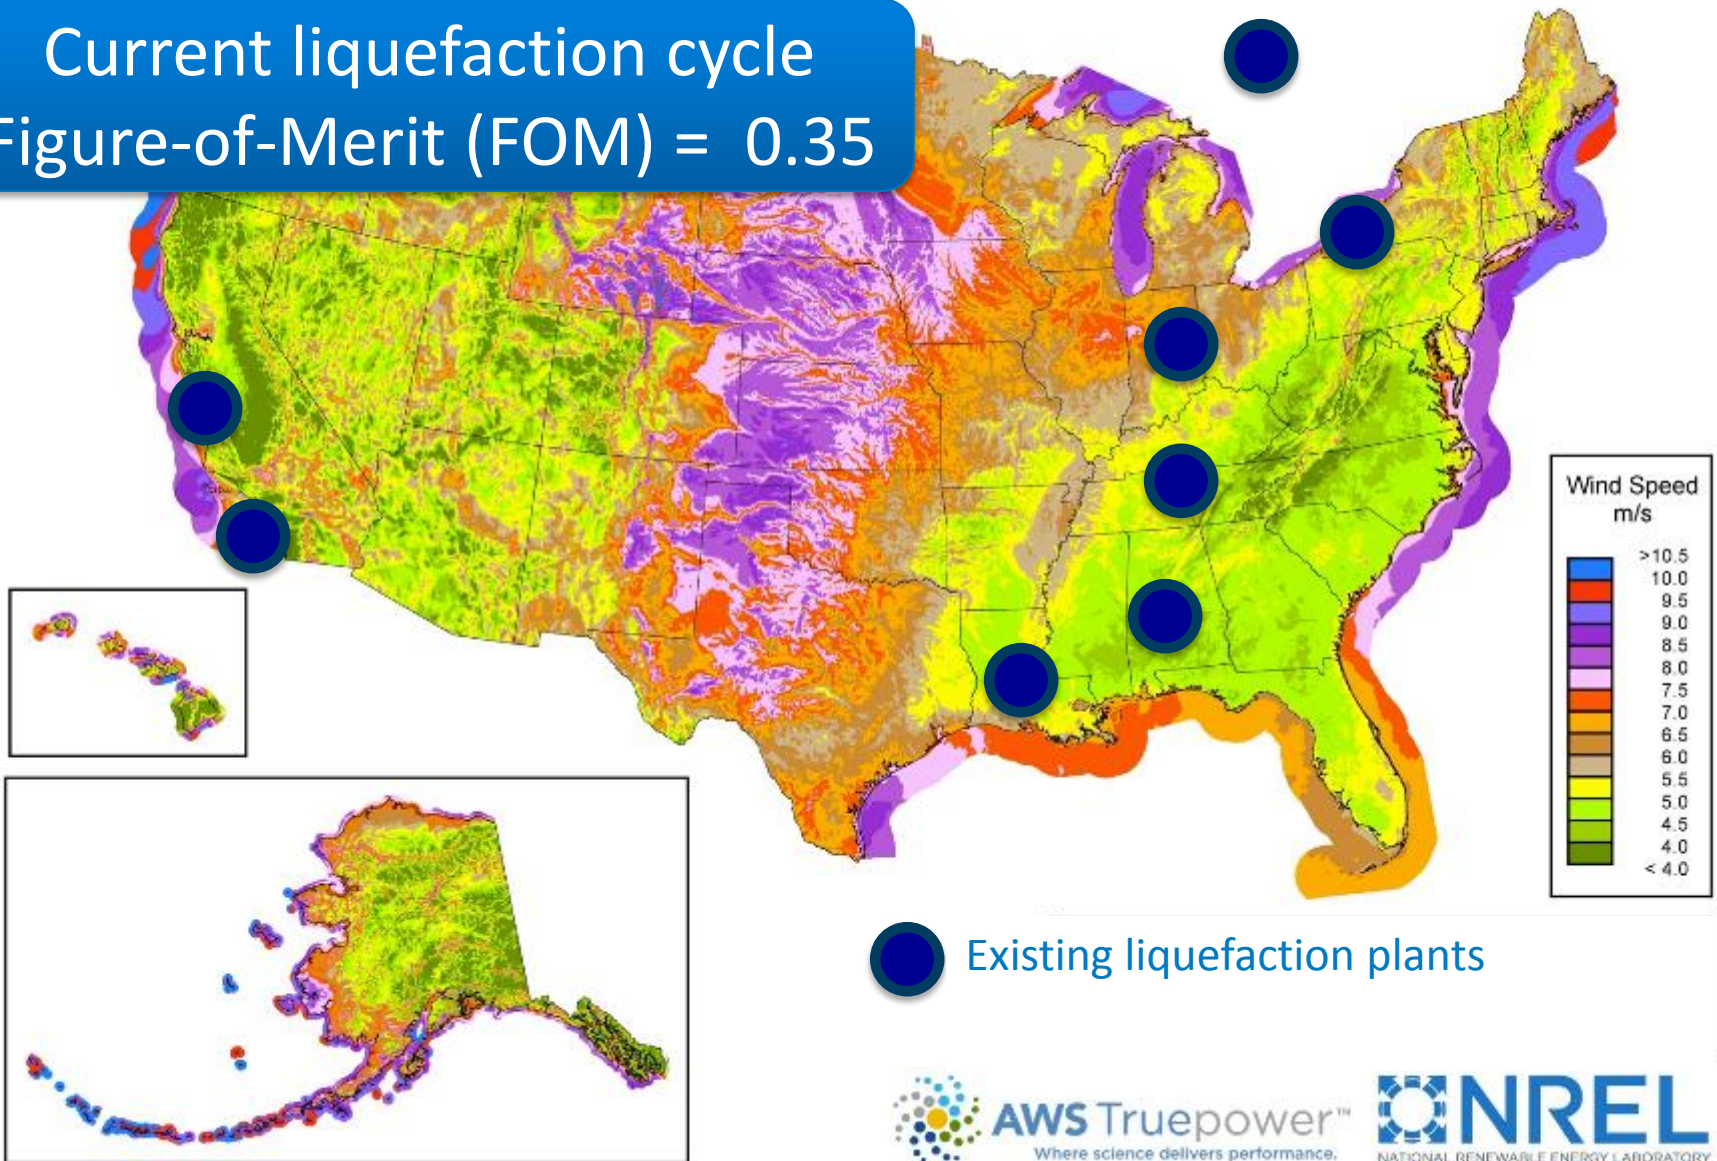 Current liquefaction cycle
Figure-of-Merit (FOM) = 0.35
Wind Speed
m/s
>10.5
10.0
9.5
9.0
8.5
8.0
7.5
7.0
6.5
6.0
5.5
5.0
4.5
4.0
< 4.0
Existing liquefaction plants
AWS Truepower™
Where science delivers performance.
NREL
NATIONAL RENEWABLE ENERGY LABORATORY